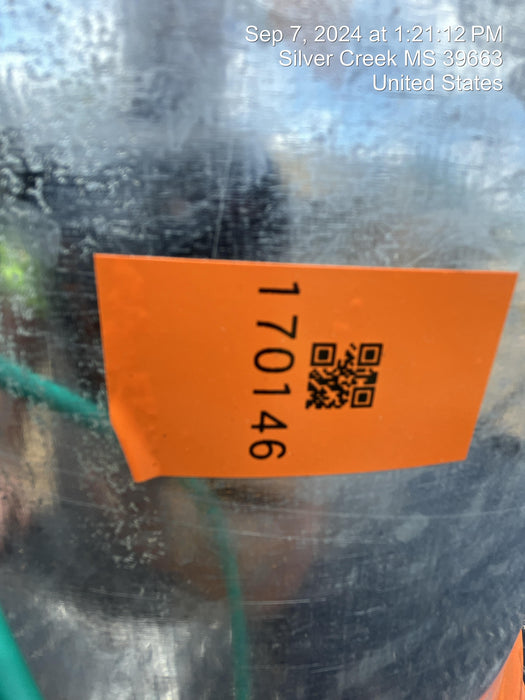 Sep 7, 2024 at 1:21:12 PM
Silver Creek MS 39663
United States
170146